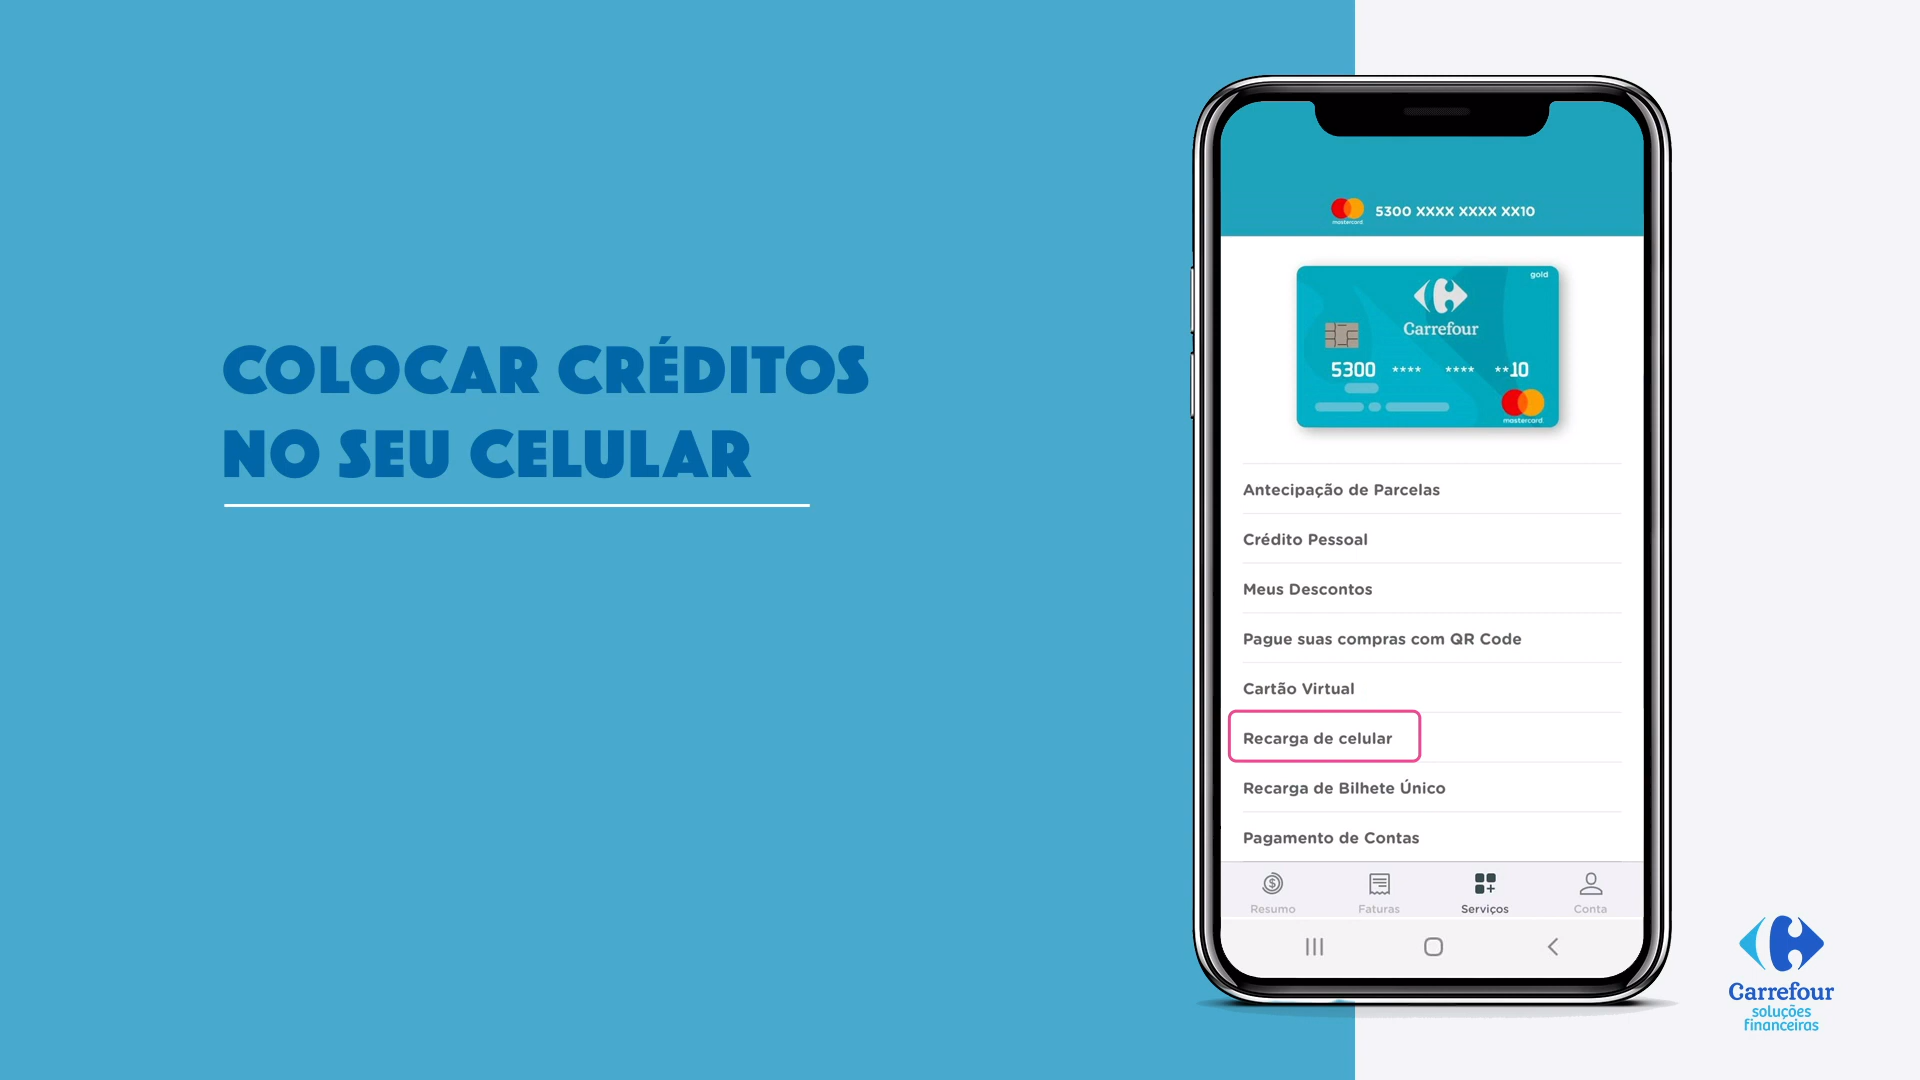 COLOCAR CRÉDITOS
NO SEU CELULAR
mastercard
5300 XXXX XXXX XX10
gold
Carrefour
5300 **** **** **10
mastercard
Antecipação de Parcelas
Crédito Pessoal
Meus Descontos
Pague suas compras com QR Code
Cartão Virtual
Recarga de celular
Recarga de Bilhete Único
Pagamento de Contas
Resumo
Faturas
Serviços
Conta
Carrefour
soluções
financeiras